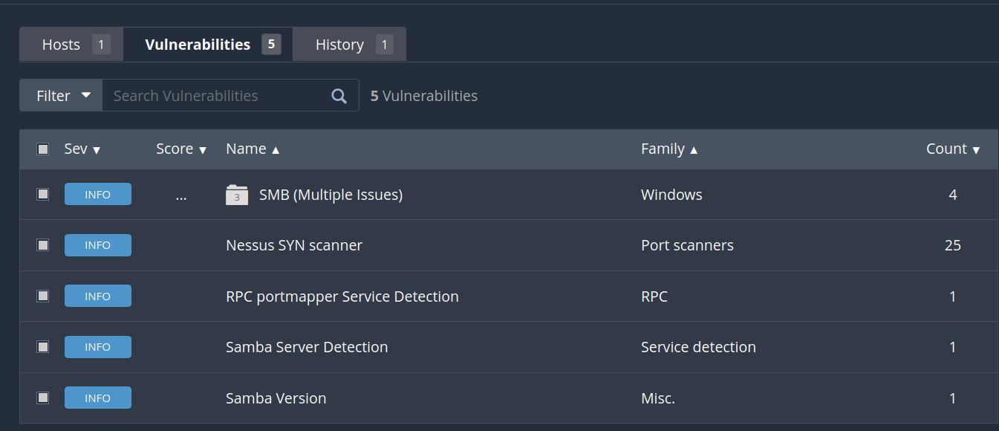 Hosts 1 Vulnerabilities 5 History 1
Filter Search Vulnerabilities 5 Vulnerabilities
Sev Score Name Family Count
INFO ... 3 SMB (Multiple Issues) Windows 4
INFO Nessus SYN scanner Port scanners 25
INFO RPC portmapper Service Detection RPC 1
INFO Samba Server Detection Service detection 1
INFO Samba Version Misc. 1